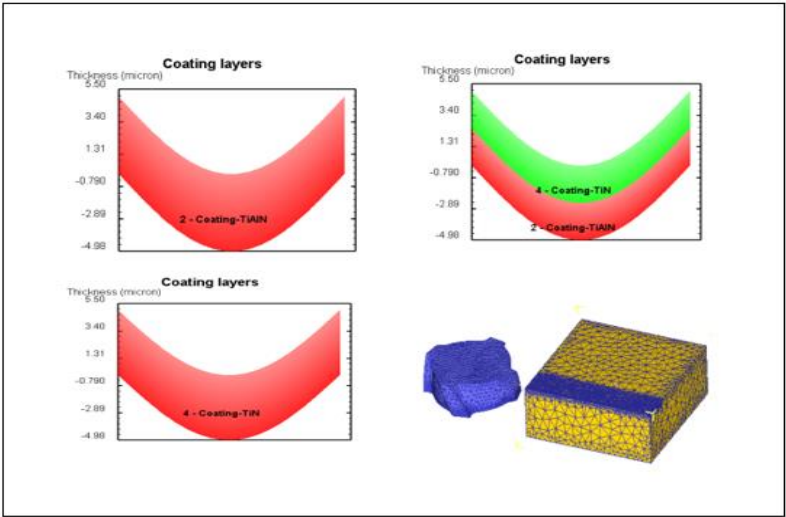 Coating layers
Thickness (micron)
5.50
3.40
1.31
-0.790
-2.89
-4.98
2 - Coating-TiAlN
Coating layers
Thickness (micron)
5.50
3.40
1.31
-0.790
-2.89
-4.98
4 - Coating-TiN
2 - Coating-TiAlN
Coating layers
Thickness (micron)
5.50
3.40
1.31
-0.790
-2.89
-4.98
4 - Coating-TiN